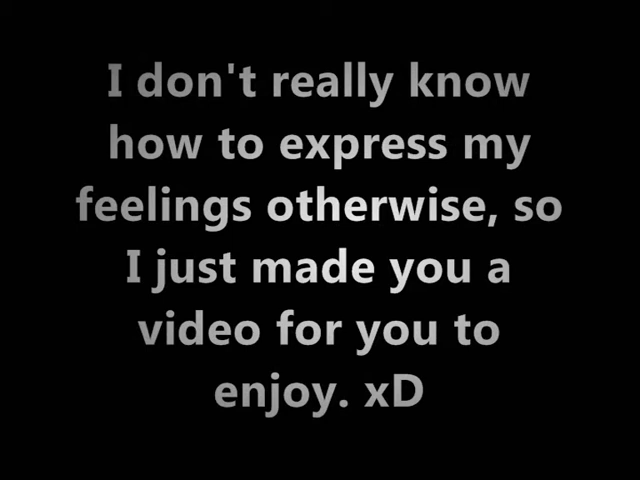 I don't really know
how to express my
feelings otherwise, so
I just made you a
video for you to
enjoy. xD